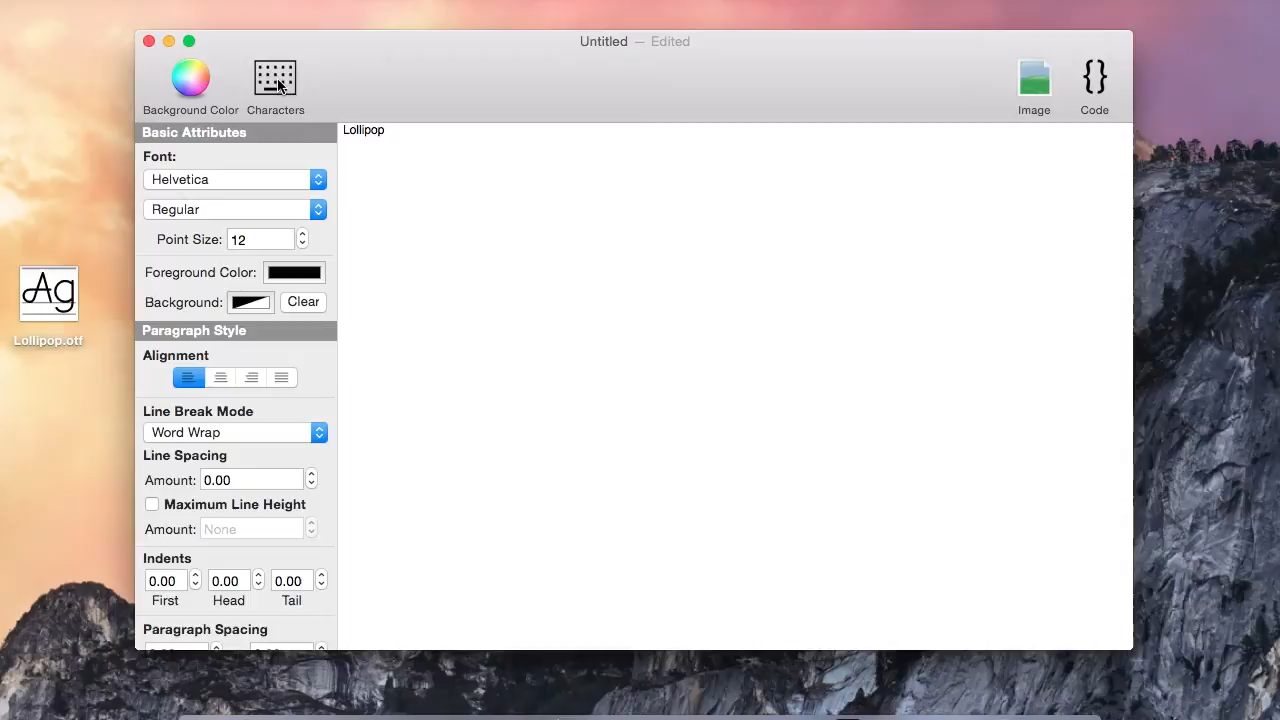 Untitled — Edited
Background Color
Characters
Image
Code
Basic Attributes
Font:
Helvetica
Regular
Point Size: 12
Foreground Color:
Background: Clear
Paragraph Style
Alignment
Line Break Mode
Word Wrap
Line Spacing
Amount: 0.00
Maximum Line Height
Amount: None
Indents
0.00 0.00 0.00
First Head Tail
Paragraph Spacing
Lollipop
Ag
Lollipop.otf